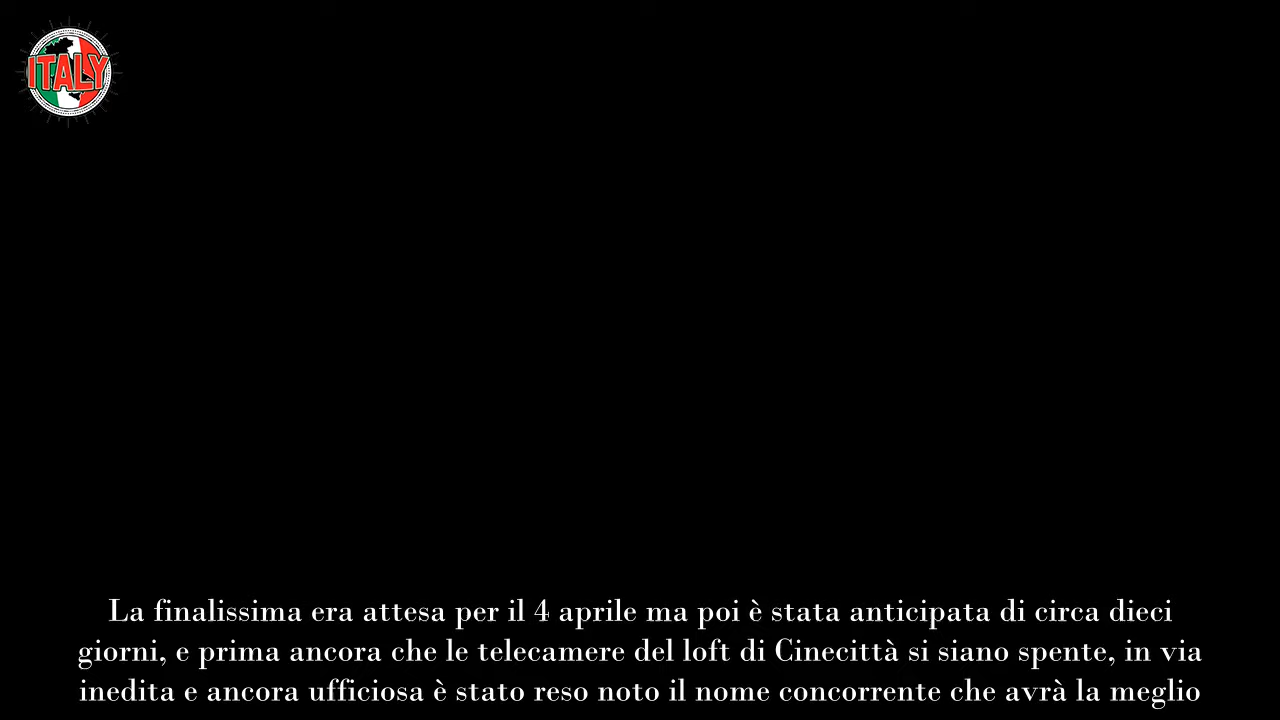 ITALY
La finalissima era attesa per il 4 aprile ma poi è stata anticipata di circa dieci
giorni, e prima ancora che le telecamere del loft di Cinecittà si siano spente, in via
inedita e ancora ufficiosa è stato reso noto il nome concorrente che avrà la meglio